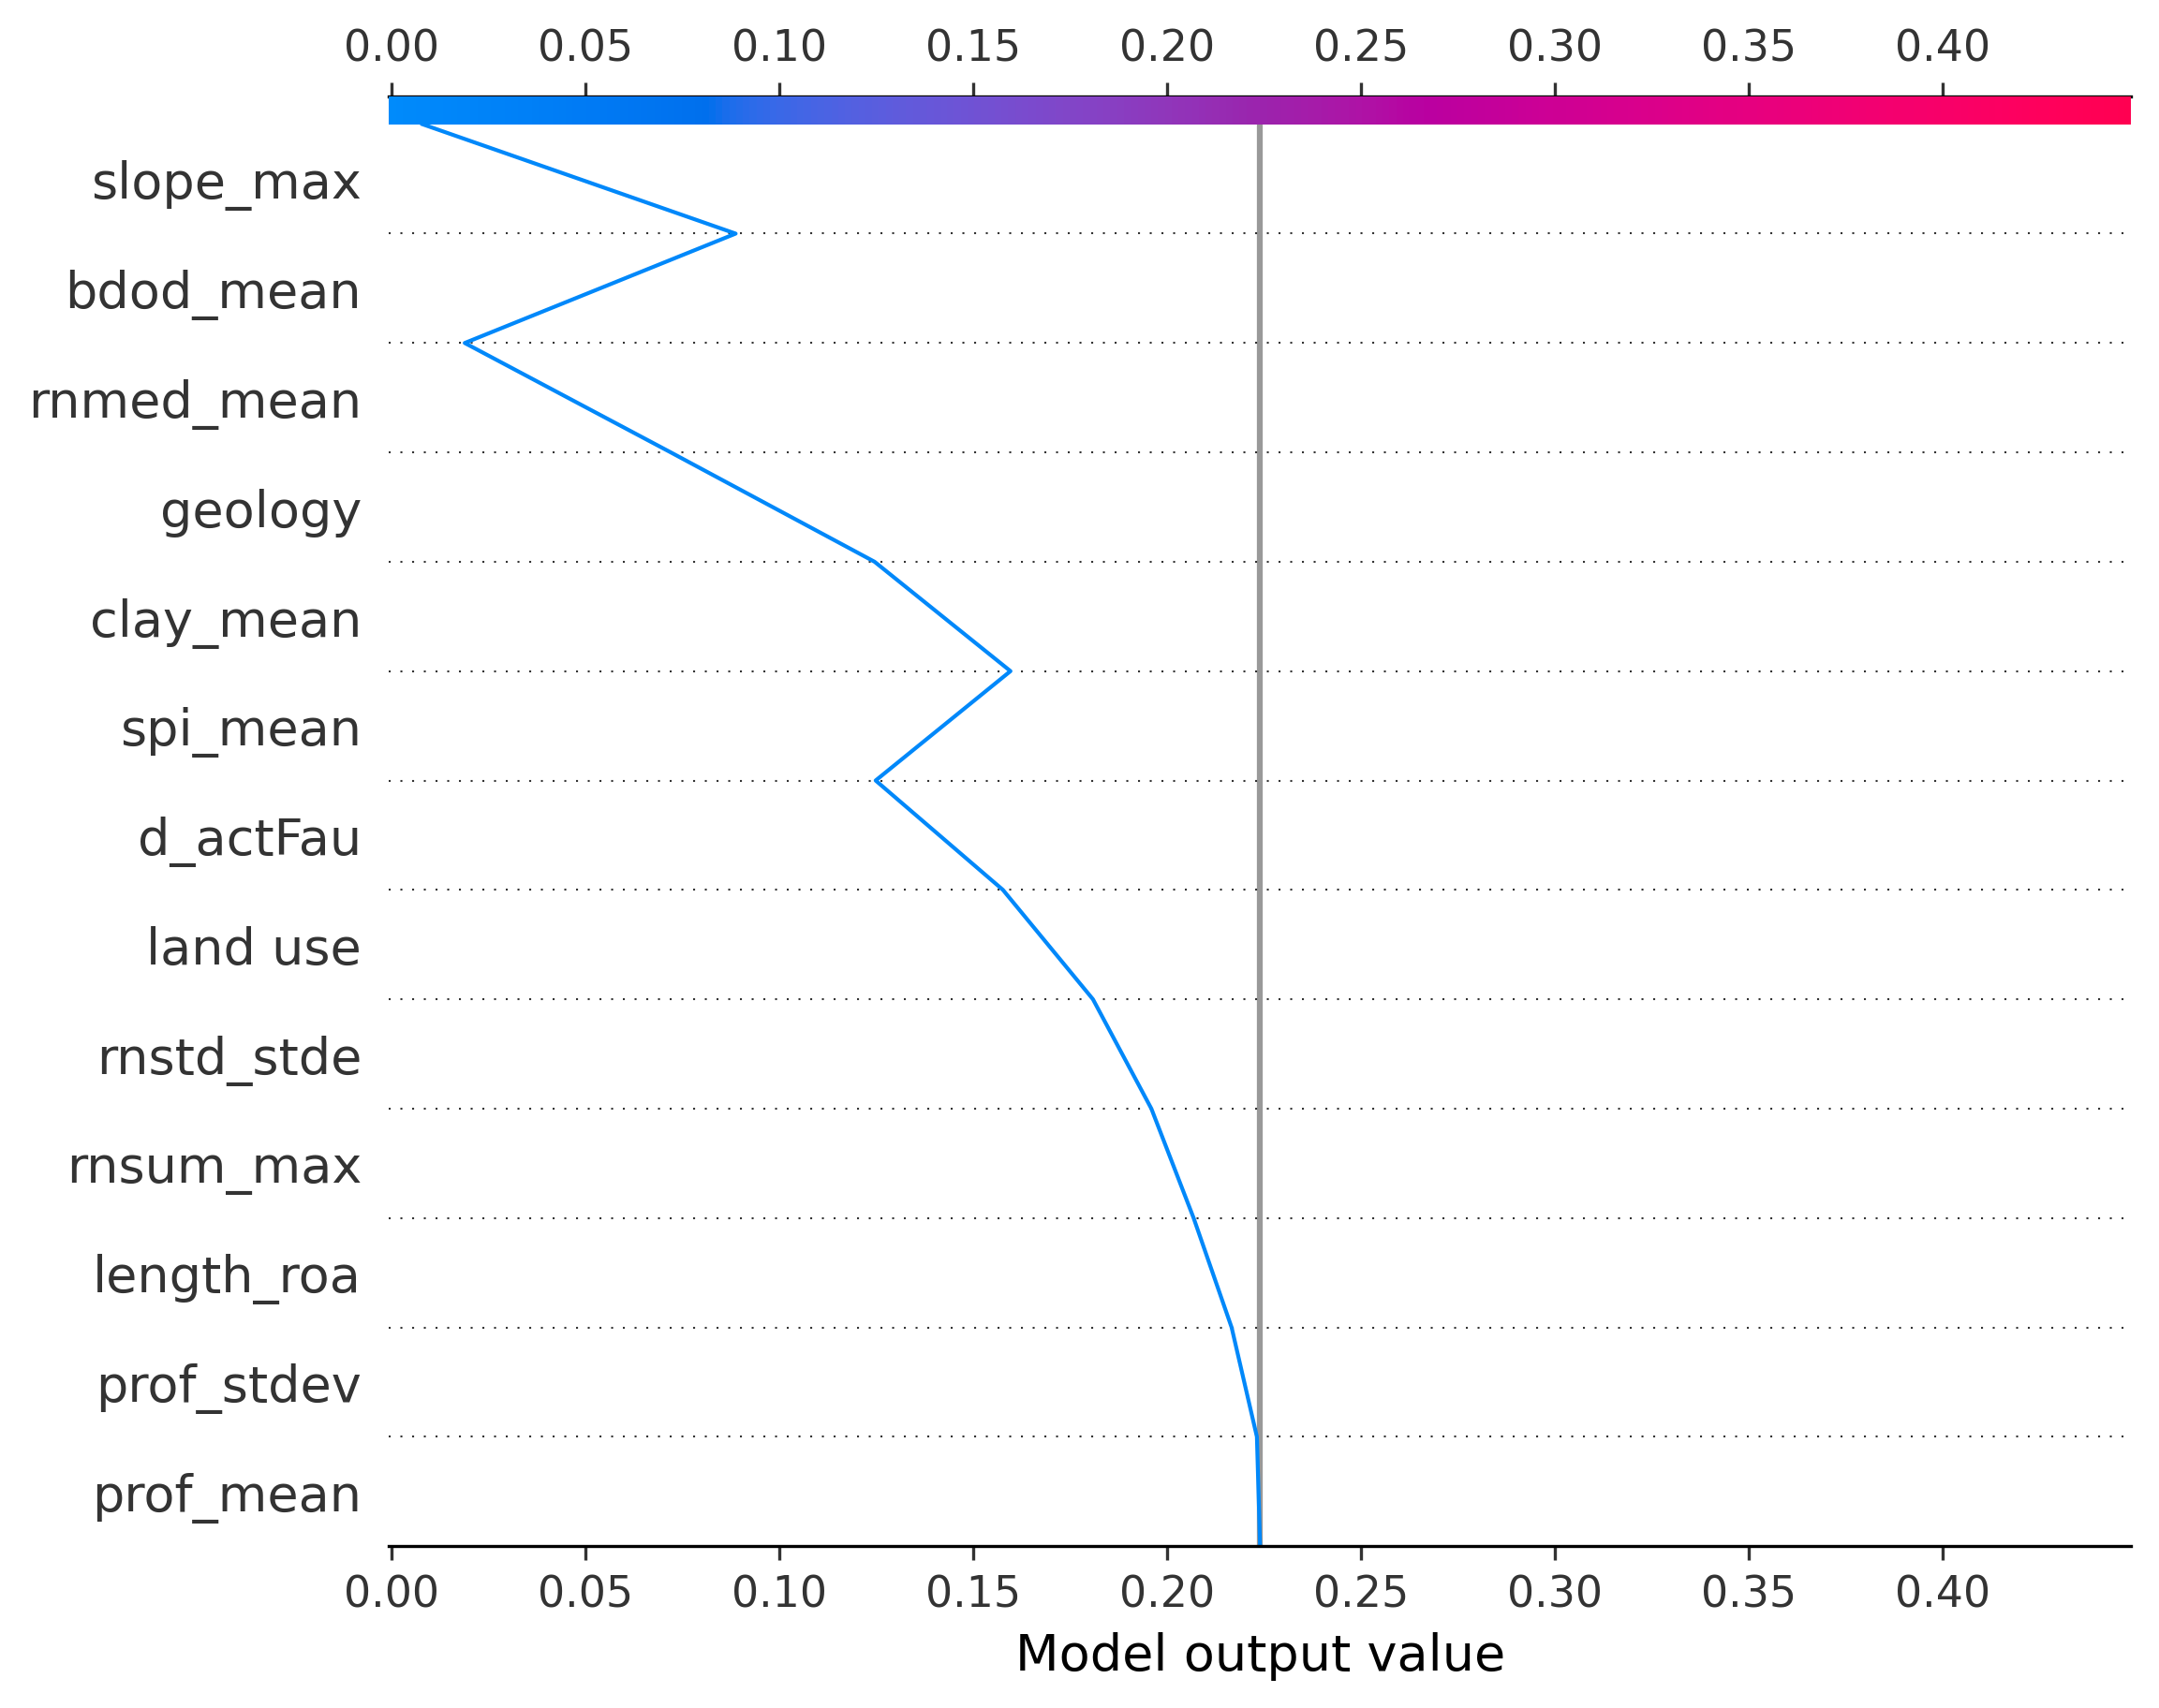 0.00 0.05 0.10 0.15 0.20 0.25 0.30 0.35 0.40
slope_max
bdod_mean
rnmed_mean
geology
clay_mean
spi_mean
d_actFau
land use
rnstd_stde
rnsum_max
length_roa
prof_stdev
prof_mean
0.00 0.05 0.10 0.15 0.20 0.25 0.30 0.35 0.40
Model output value